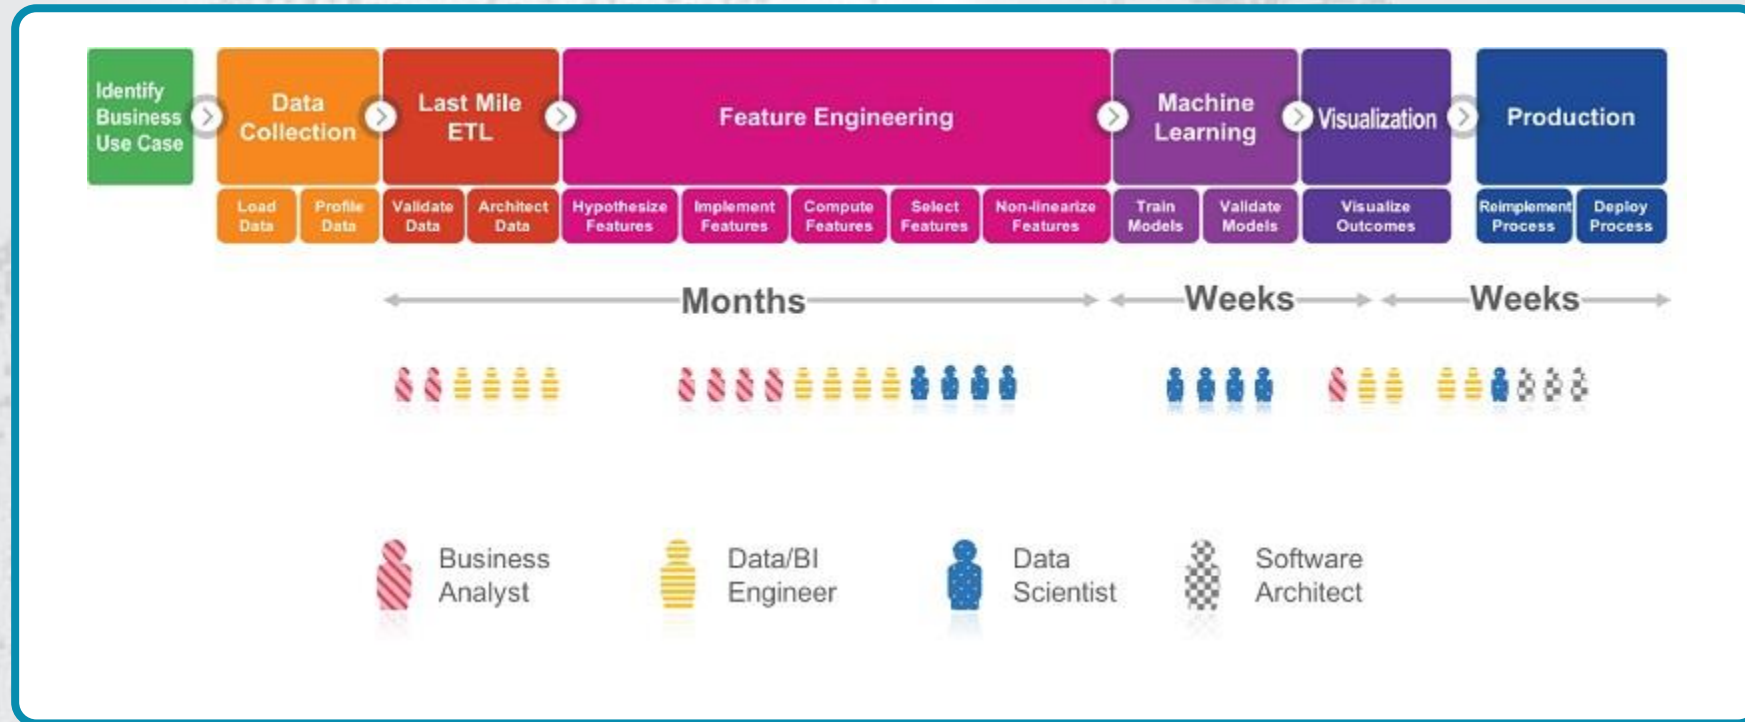 Identify
Business
Use Case
Data
Collection
Last Mile
ETL
Feature Engineering
Machine
Learning
Visualization
Production
Load
Data
Profile
Data
Validate
Data
Architect
Data
Hypothesize
Features
Implement
Features
Compute
Features
Select
Features
Non-linearize
Features
Train
Models
Validate
Models
Visualize
Outcomes
Reimplement
Process
Deploy
Process
Months
Weeks
Weeks
Business
Analyst
Data/BI
Engineer
Data
Scientist
Software
Architect